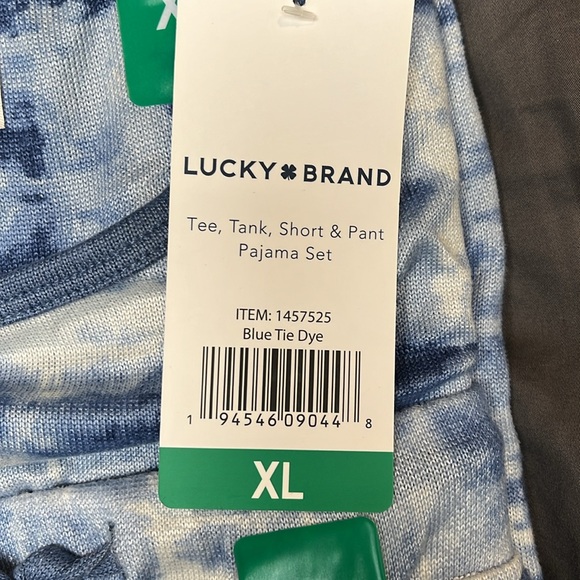 X
LUCKY BRAND
Tee, Tank, Short & Pant
Pajama Set
ITEM: 1457525
Blue Tie Dye
1 94546 09044 8
XL